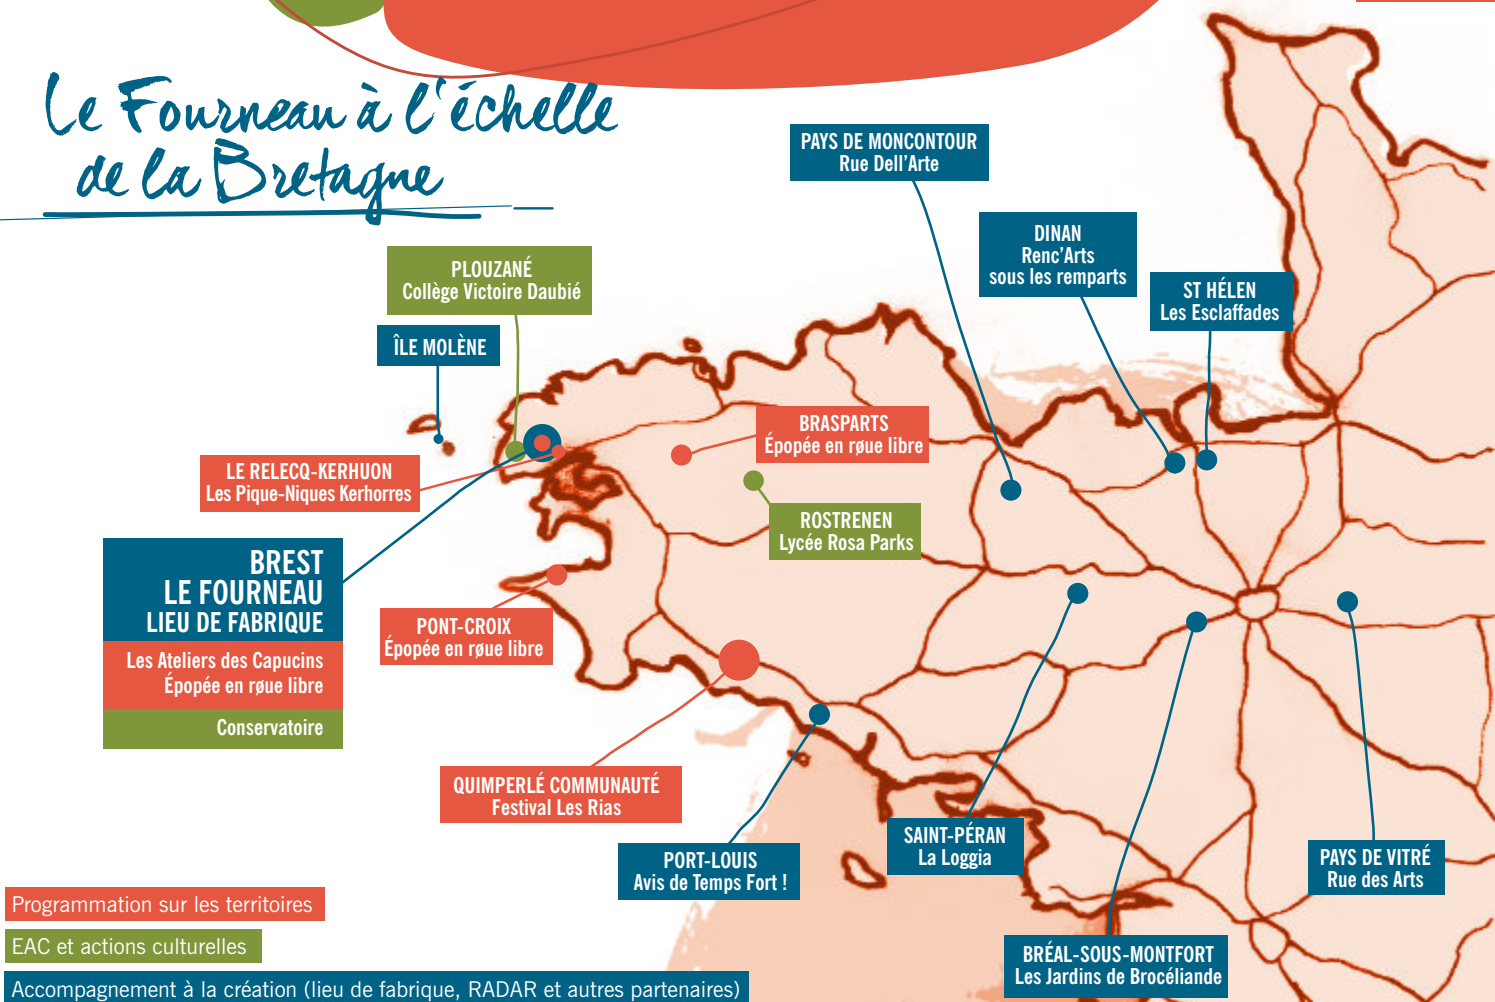 Le Fourneau à l'échelle
de la Bretagne
PAYS DE MONCONTOUR
Rue Dell'Arte
DINAN
Renc'Arts
sous les remparts
ST HÉLEN
Les Esclaffades
PLOUZANÉ
Collège Victoire Daubié
ÎLE MOLÈNE
BRASPARTS
Épopée en røue libre
LE RELECQ-KERHUON
Les Pique-Niques Kerhorres
ROSTRENEN
Lycée Rosa Parks
BREST
LE FOURNEAU
LIEU DE FABRIQUE
Les Ateliers des Capucins
Épopée en røue libre
Conservatoire
PONT-CROIX
Épopée en røue libre
QUIMPERLÉ COMMUNAUTÉ
Festival Les Rias
PORT-LOUIS
Avis de Temps Fort !
SAINT-PÉRAN
La Loggia
PAYS DE VITRÉ
Rue des Arts
BRÉAL-SOUS-MONTFORT
Les Jardins de Brocéliande
Programmation sur les territoires
EAC et actions culturelles
Accompagnement à la création (lieu de fabrique, RADAR et autres partenaires)